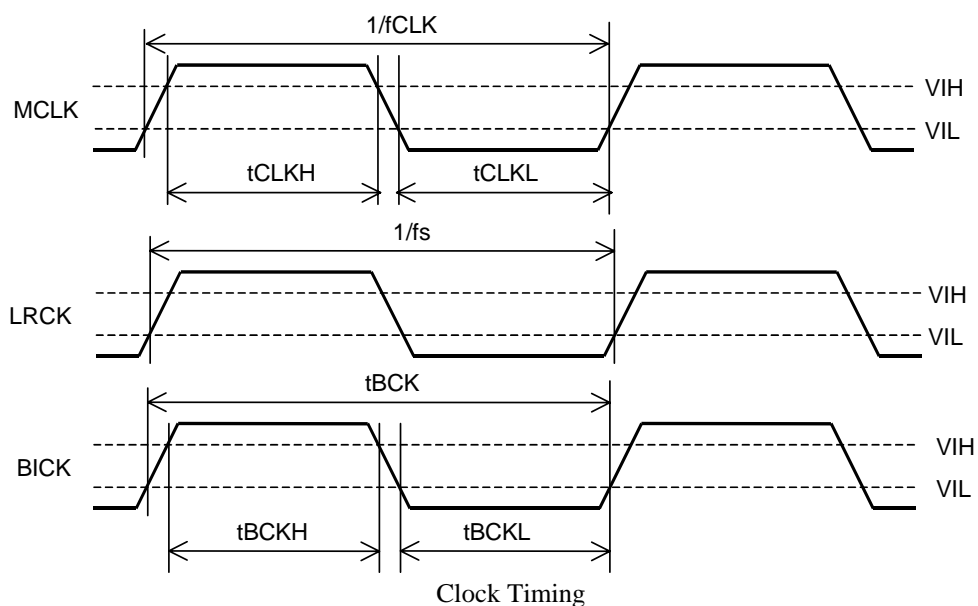 1/fCLK
MCLK
VIH
VIL
tCLKH
tCLKL
1/fs
LRCK
VIH
VIL
tBCK
BICK
VIH
VIL
tBCKH
tBCKL
Clock Timing